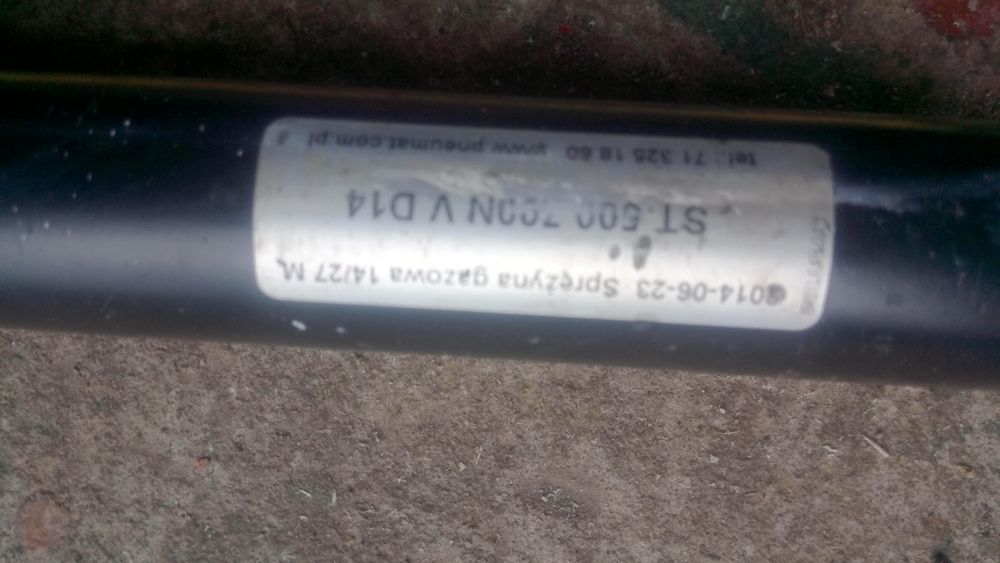 2014-06-23 Sprężyna gazowa 14/27 M
ST.500 700N V D14
tel.: 71 325 18 60 www.pneumat.com.pl